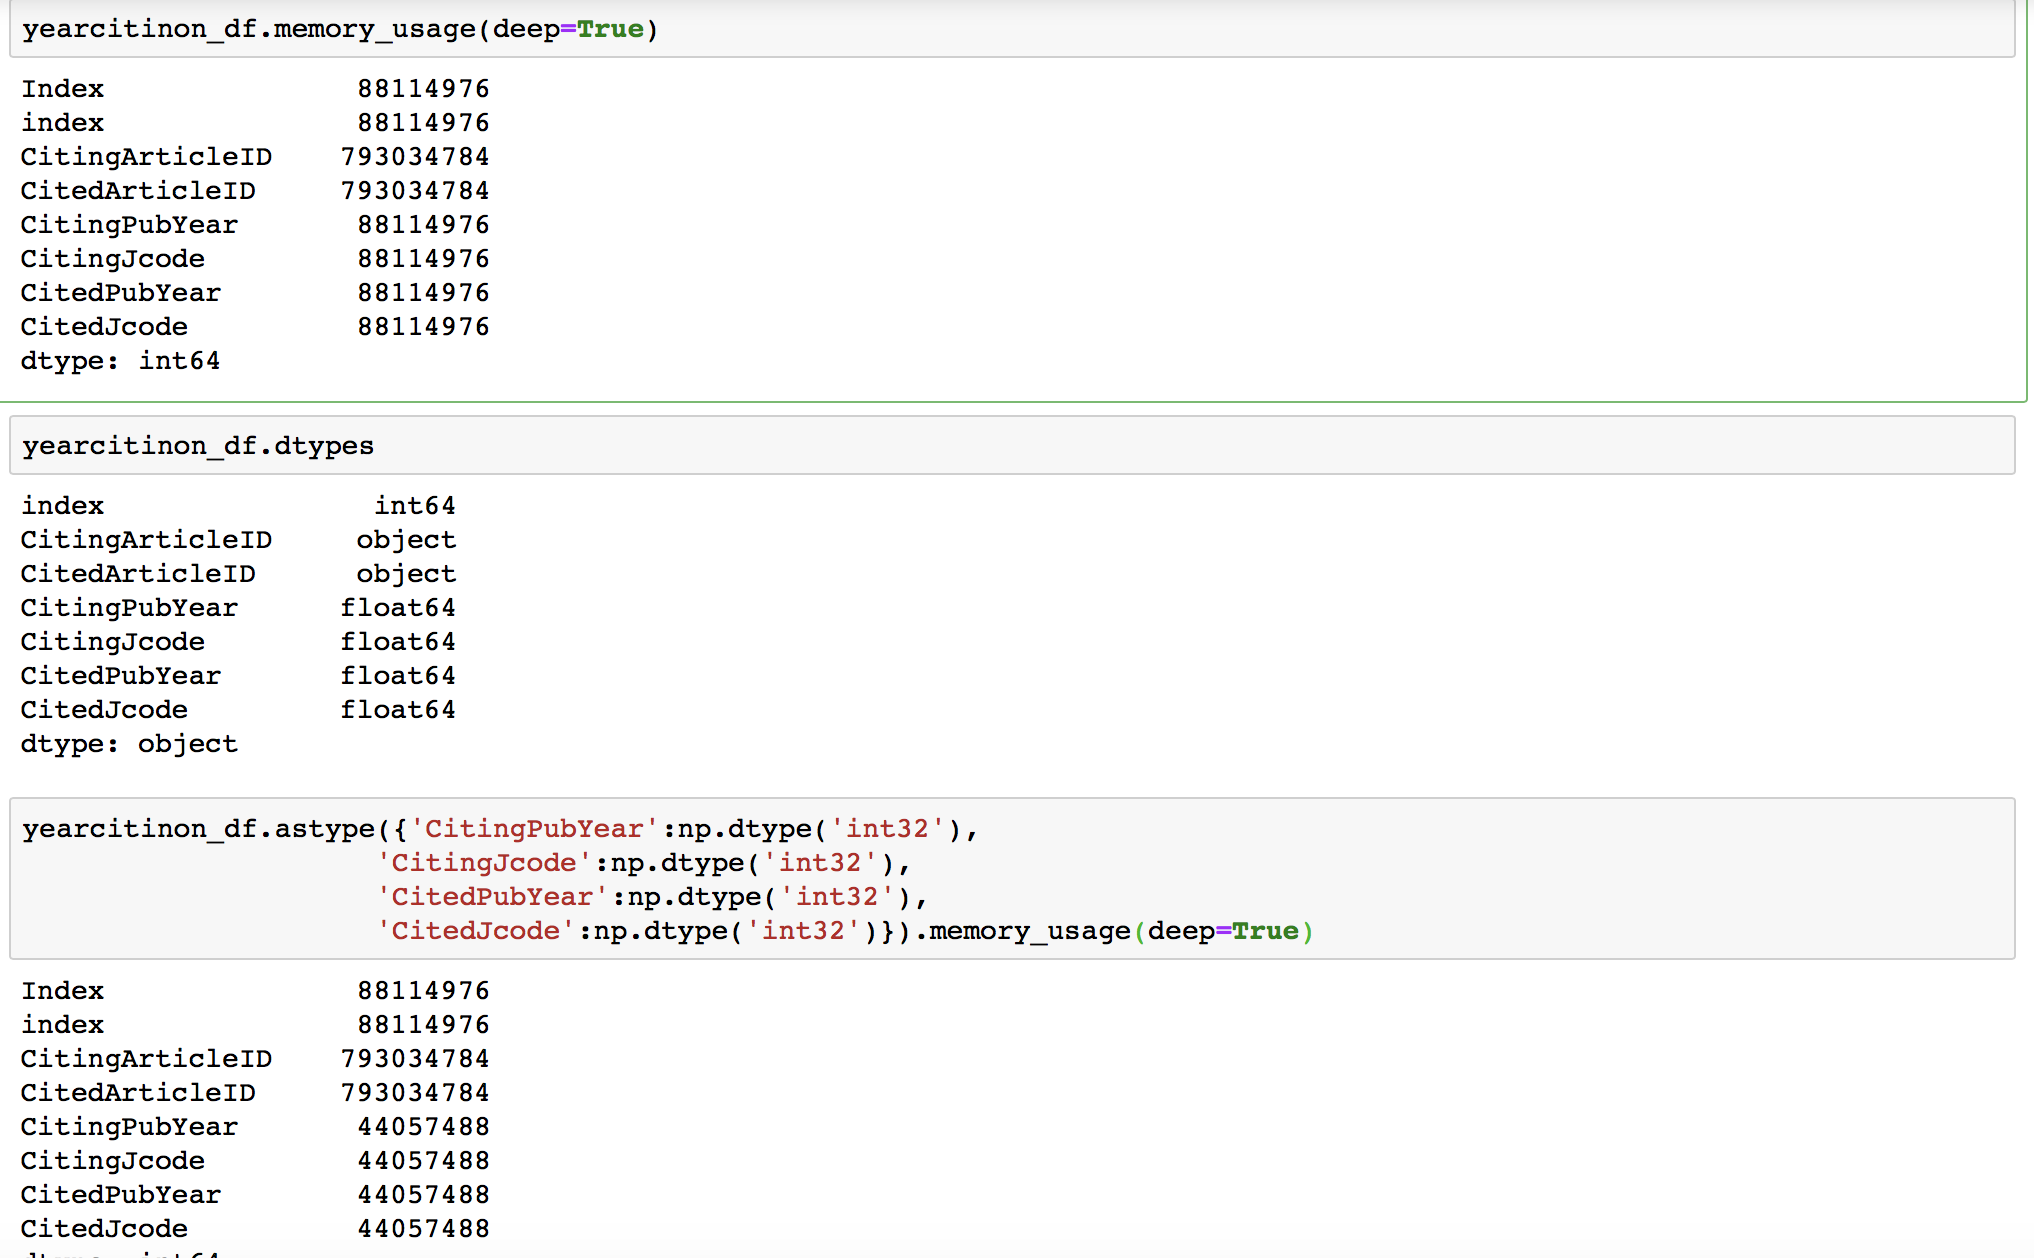 yearcitinon_df.memory_usage(deep=True)
Index 88114976
index 88114976
CitingArticleID 793034784
CitedArticleID 793034784
CitingPubYear 88114976
CitingJcode 88114976
CitedPubYear 88114976
CitedJcode 88114976
dtype: int64
yearcitinon_df.dtypes
index int64
CitingArticleID object
CitedArticleID object
CitingPubYear float64
CitingJcode float64
CitedPubYear float64
CitedJcode float64
dtype: object
yearcitinon_df.astype({'CitingPubYear':np.dtype('int32'),
'CitingJcode':np.dtype('int32'),
'CitedPubYear':np.dtype('int32'),
'CitedJcode':np.dtype('int32')}).memory_usage(deep=True)
Index 88114976
index 88114976
CitingArticleID 793034784
CitedArticleID 793034784
CitingPubYear 44057488
CitingJcode 44057488
CitedPubYear 44057488
CitedJcode 44057488